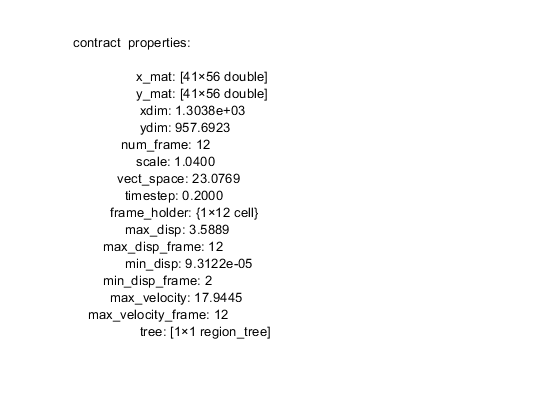 contract  properties:
x_mat: [41×56 double]
y_mat: [41×56 double]
xdim: 1.3038e+03
ydim: 957.6923
num_frame: 12
scale: 1.0400
vect_space: 23.0769
timestep: 0.2000
frame_holder: {1×12 cell}
max_disp: 3.5889
max_disp_frame: 12
min_disp: 9.3122e-05
min_disp_frame: 2
max_velocity: 17.9445
max_velocity_frame: 12
tree: [1×1 region_tree]